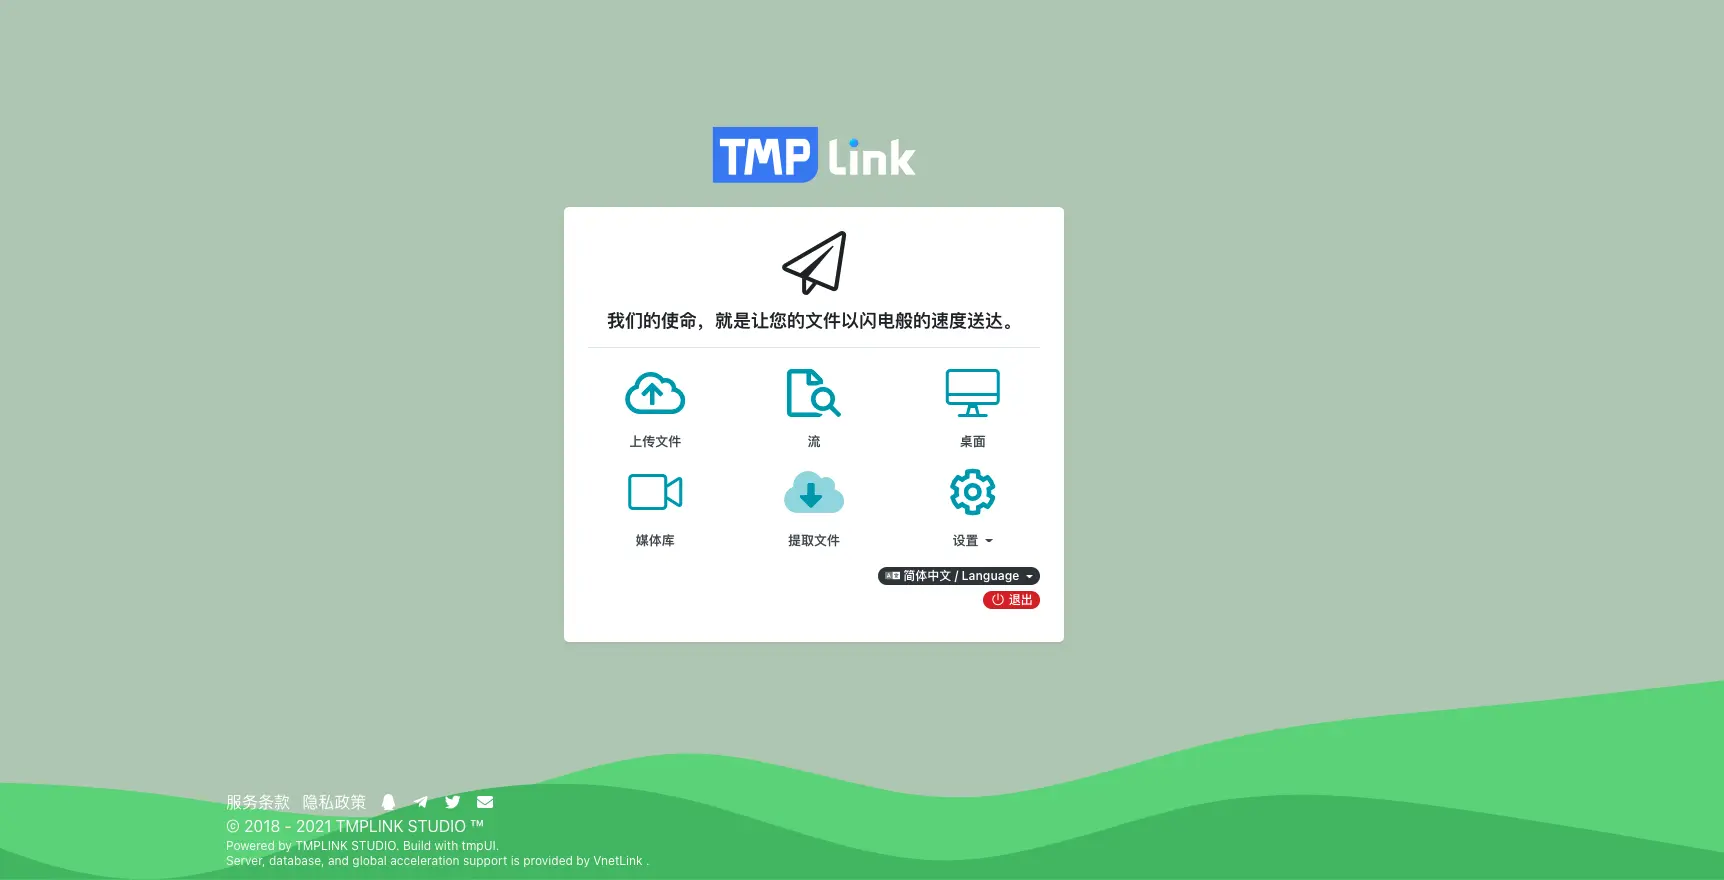 TMP Link
我们的使命，就是让您的文件以闪电般的速度送达。
上传文件 流 桌面
媒体库 提取文件 设置
简体中文 / Language
退出
服务条款 隐私政策
© 2018 - 2021 TMPLINK STUDIO ™
Powered by TMPLINK STUDIO. Build with tmpUI.
Server, database, and global acceleration support is provided by VnetLink .